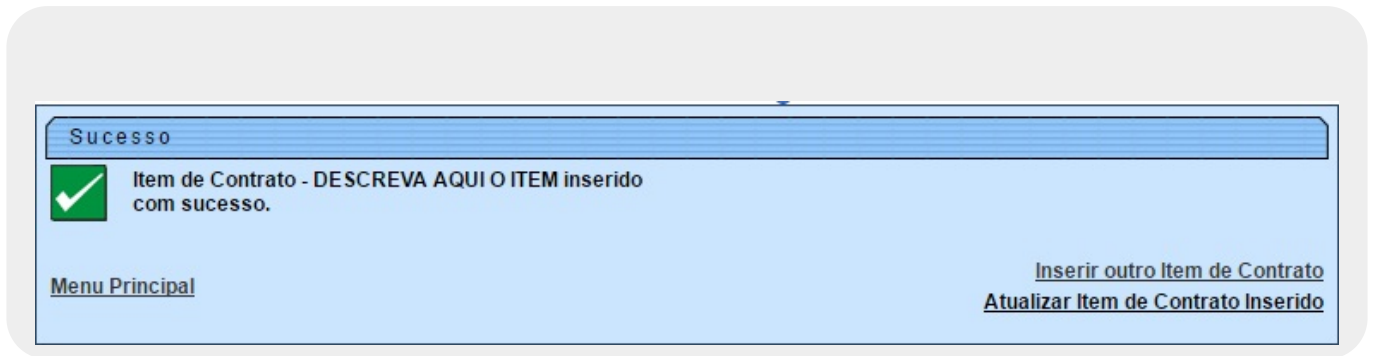 Sucesso
Item de Contrato - DESCREVA AQUI O ITEM inserido
com sucesso.
Inserir outro Item de Contrato
Menu Principal
Atualizar Item de Contrato Inserido